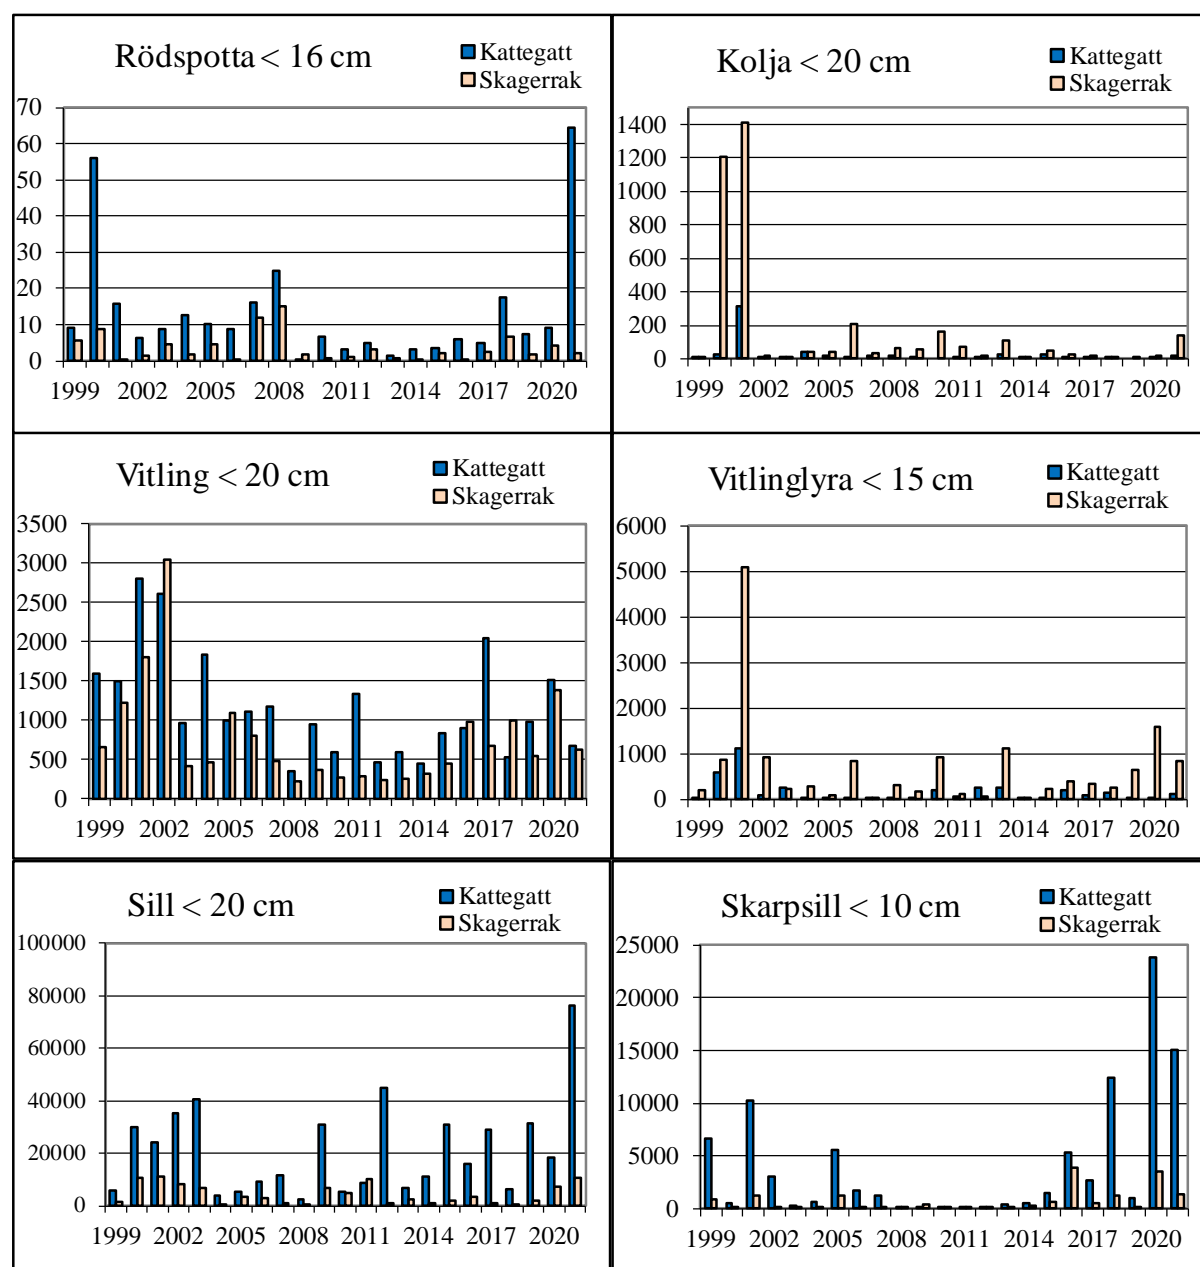 Rödspotta < 16 cm
Kattegatt
Skagerrak
70
60
50
40
30
20
10
0
1999 2002 2005 2008 2011 2014 2017 2020
Kolja < 20 cm
Kattegatt
Skagerrak
1400
1200
1000
800
600
400
200
0
1999 2002 2005 2008 2011 2014 2017 2020
Vitling < 20 cm
Kattegatt
Skagerrak
3500
3000
2500
2000
1500
1000
500
0
1999 2002 2005 2008 2011 2014 2017 2020
Vitlinglyra < 15 cm
Kattegatt
Skagerrak
6000
5000
4000
3000
2000
1000
0
1999 2002 2005 2008 2011 2014 2017 2020
Sill < 20 cm
Kattegatt
Skagerrak
100000
80000
60000
40000
20000
0
1999 2002 2005 2008 2011 2014 2017 2020
Skarpsill < 10 cm
Kattegatt
Skagerrak
25000
20000
15000
10000
5000
0
1999 2002 2005 2008 2011 2014 2017 2020